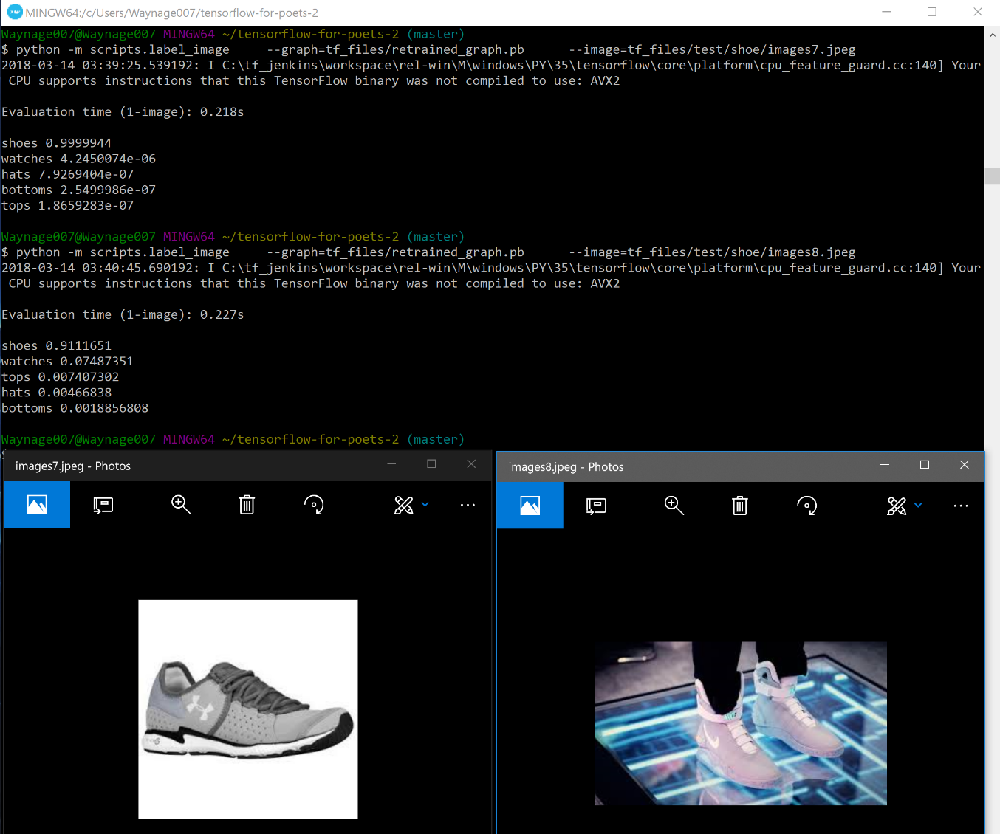 MINGW64:/c/Users/Waynage007/tensorflow-for-poets-2
Waynage007@Waynage007 MINGW64 ~/tensorflow-for-poets-2 (master)
$ python -m scripts.label_image     --graph=tf_files/retrained_graph.pb      --image=tf_files/test/shoe/images7.jpeg
2018-03-14 03:39:25.539192: I C:\tf_jenkins\workspace\rel-win\M\windows\PY\35\tensorflow\core\platform\cpu_feature_guard.cc:140] Your
CPU supports instructions that this TensorFlow binary was not compiled to use: AVX2
Evaluation time (1-image): 0.218s
shoes 0.9999944
watches 4.2450074e-06
hats 7.9269404e-07
bottoms 2.5499986e-07
tops 1.8659283e-07
Waynage007@Waynage007 MINGW64 ~/tensorflow-for-poets-2 (master)
$ python -m scripts.label_image     --graph=tf_files/retrained_graph.pb      --image=tf_files/test/shoe/images8.jpeg
2018-03-14 03:40:45.690192: I C:\tf_jenkins\workspace\rel-win\M\windows\PY\35\tensorflow\core\platform\cpu_feature_guard.cc:140] Your
CPU supports instructions that this TensorFlow binary was not compiled to use: AVX2
Evaluation time (1-image): 0.227s
shoes 0.9111651
watches 0.07487351
tops 0.007407302
hats 0.00466838
bottoms 0.0018856808
Waynage007@Waynage007 MINGW64 ~/tensorflow-for-poets-2 (master)
images7.jpeg - Photos
images8.jpeg - Photos